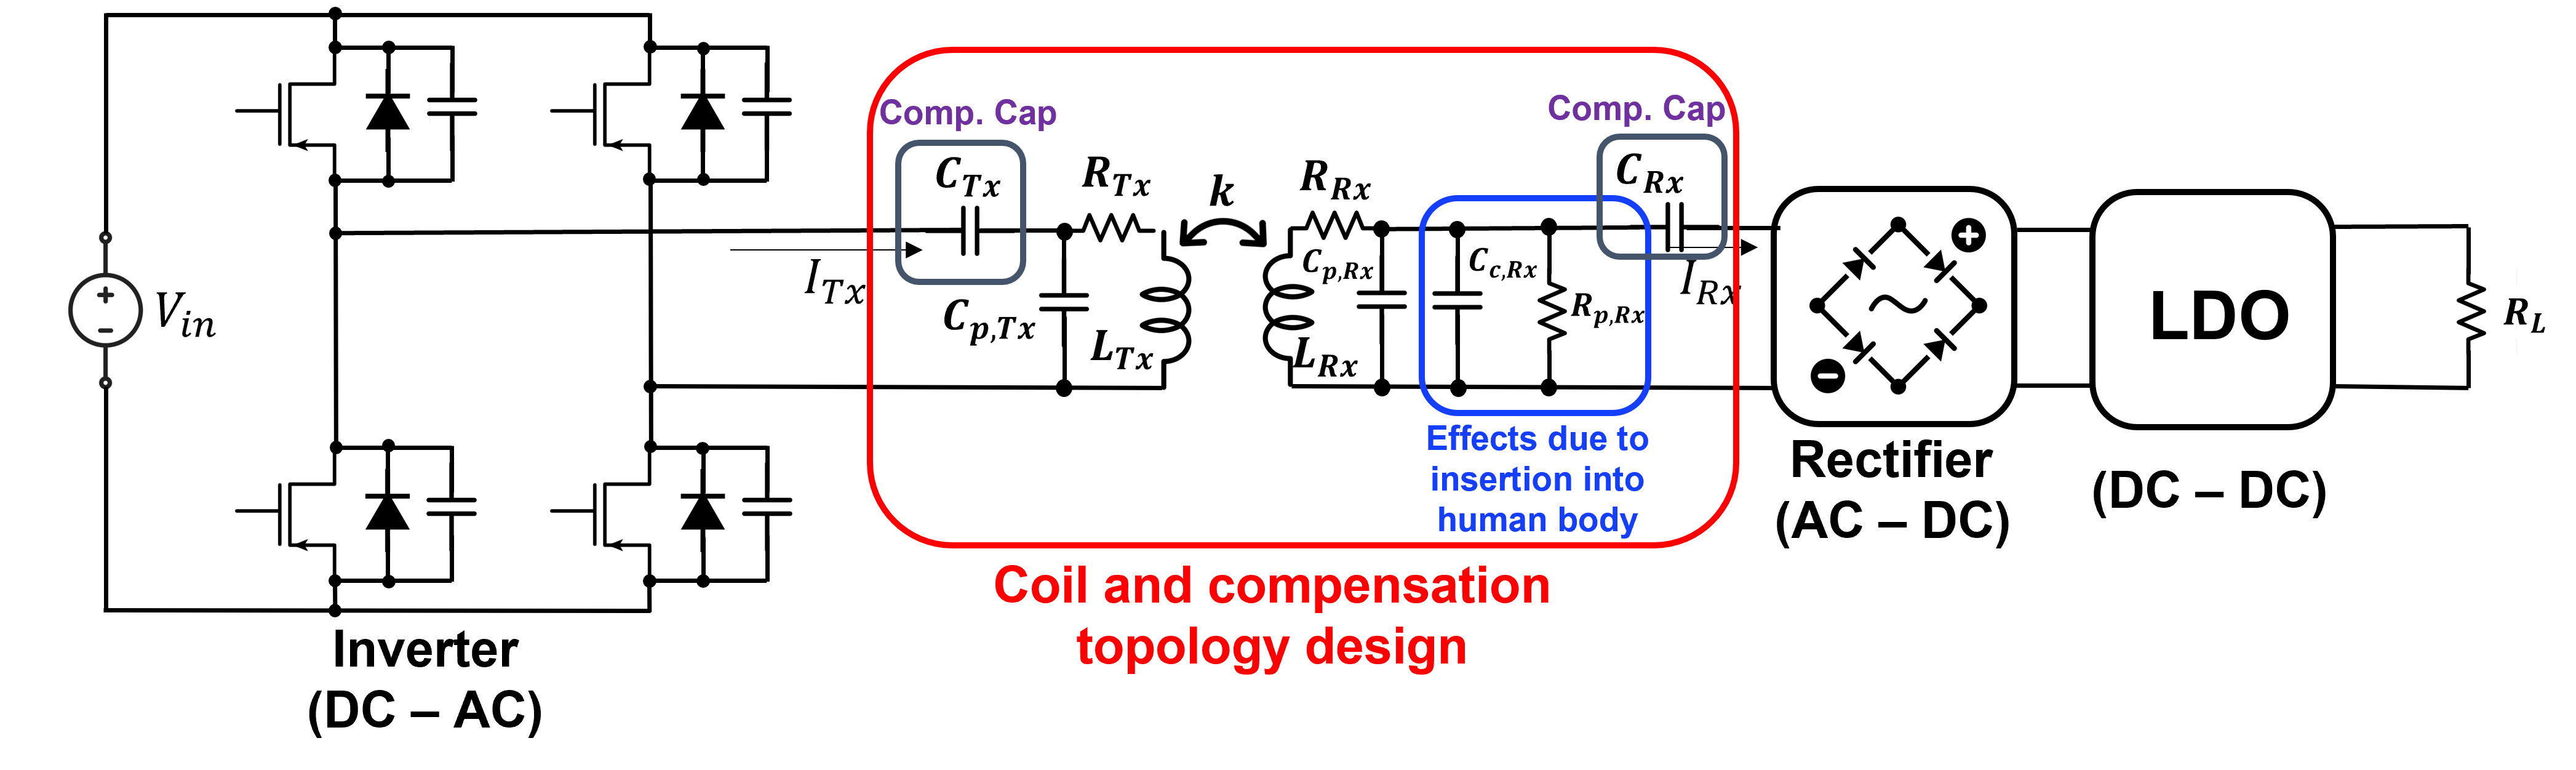 Comp. Cap
Comp. Cap
C_{Tx}
R_{Tx}
k
R_{Rx}
C_{Rx}
I_{Tx}
C_{p,Tx}
L_{Tx}
L_{Rx}
C_{p,Rx}
C_{c,Rx}
R_{p,Rx}
I_{Rx}
+
−
V_{in}
+
−
LDO
R_L
Effects due to
insertion into
human body
Rectifier
(AC – DC)
(DC – DC)
Coil and compensation
topology design
Inverter
(DC – AC)